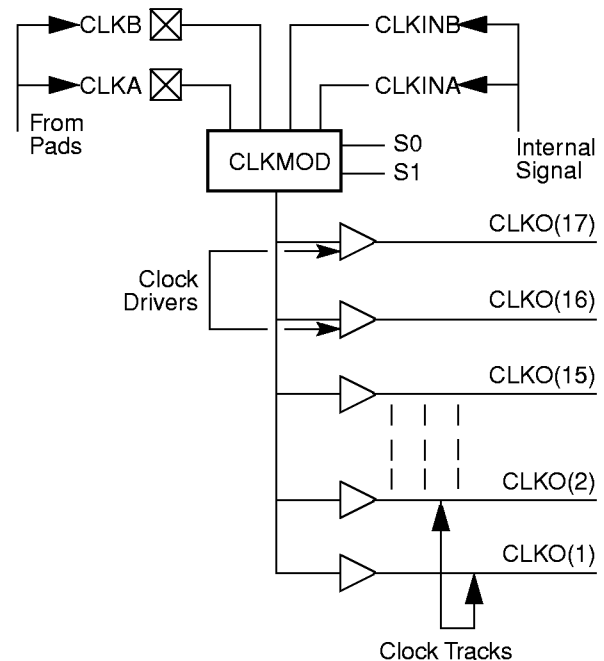 CLKB
CLKINB
CLKA
CLKINA
From
Pads
Internal
Signal
CLKMOD
S0
S1
CLKO(17)
Clock
Drivers
CLKO(16)
CLKO(15)
CLKO(2)
CLKO(1)
Clock Tracks